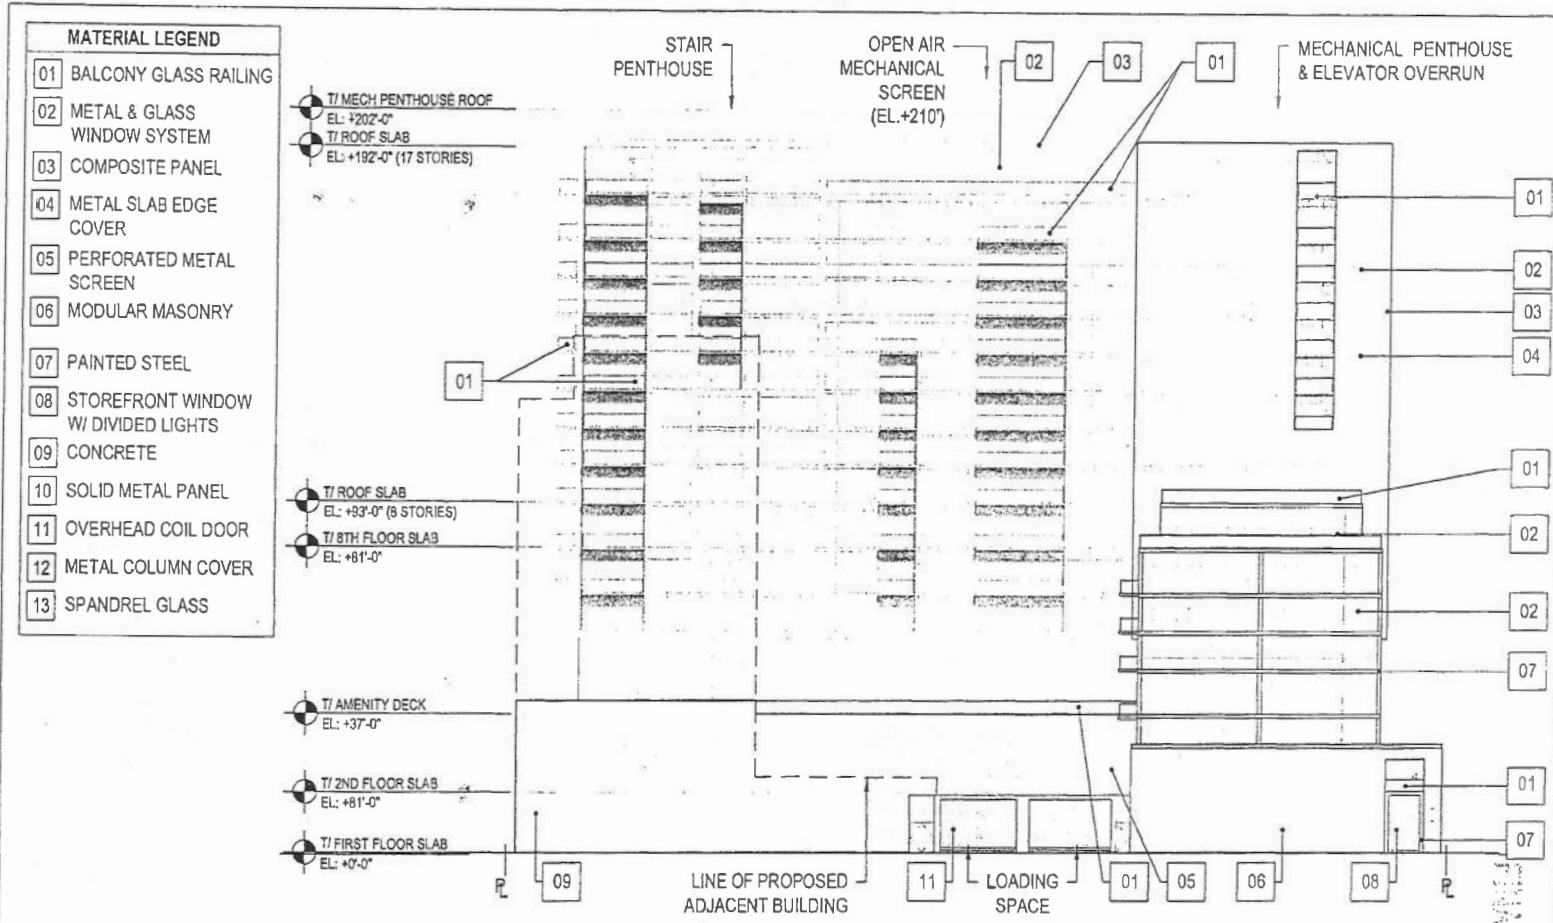 MATERIAL LEGEND
01 BALCONY GLASS RAILING
02 METAL & GLASS
WINDOW SYSTEM
03 COMPOSITE PANEL
04 METAL SLAB EDGE
COVER
05 PERFORATED METAL
SCREEN
06 MODULAR MASONRY
07 PAINTED STEEL
08 STOREFRONT WINDOW
W/ DIVIDED LIGHTS
09 CONCRETE
10 SOLID METAL PANEL
11 OVERHEAD COIL DOOR
12 METAL COLUMN COVER
13 SPANDREL GLASS
STAIR
PENTHOUSE
OPEN AIR
MECHANICAL
SCREEN
(EL.+210')
02
03
01
MECHANICAL PENTHOUSE
& ELEVATOR OVERRUN
T/ MECH PENTHOUSE ROOF
EL: +202'-0"
T/ ROOF SLAB
EL: +192'-0" (17 STORIES)
01
02
03
04
01
01
02
02
07
T/ ROOF SLAB
EL: +93'-0" (8 STORIES)
T/ 8TH FLOOR SLAB
EL: +81'-0"
T/ AMENITY DECK
EL: +37'-0"
T/ 2ND FLOOR SLAB
EL: +81'-0"
01
07
T/ FIRST FLOOR SLAB
EL: +0'-0"
PL
09
LINE OF PROPOSED
ADJACENT BUILDING
11
LOADING
SPACE
01
05
06
08
PL